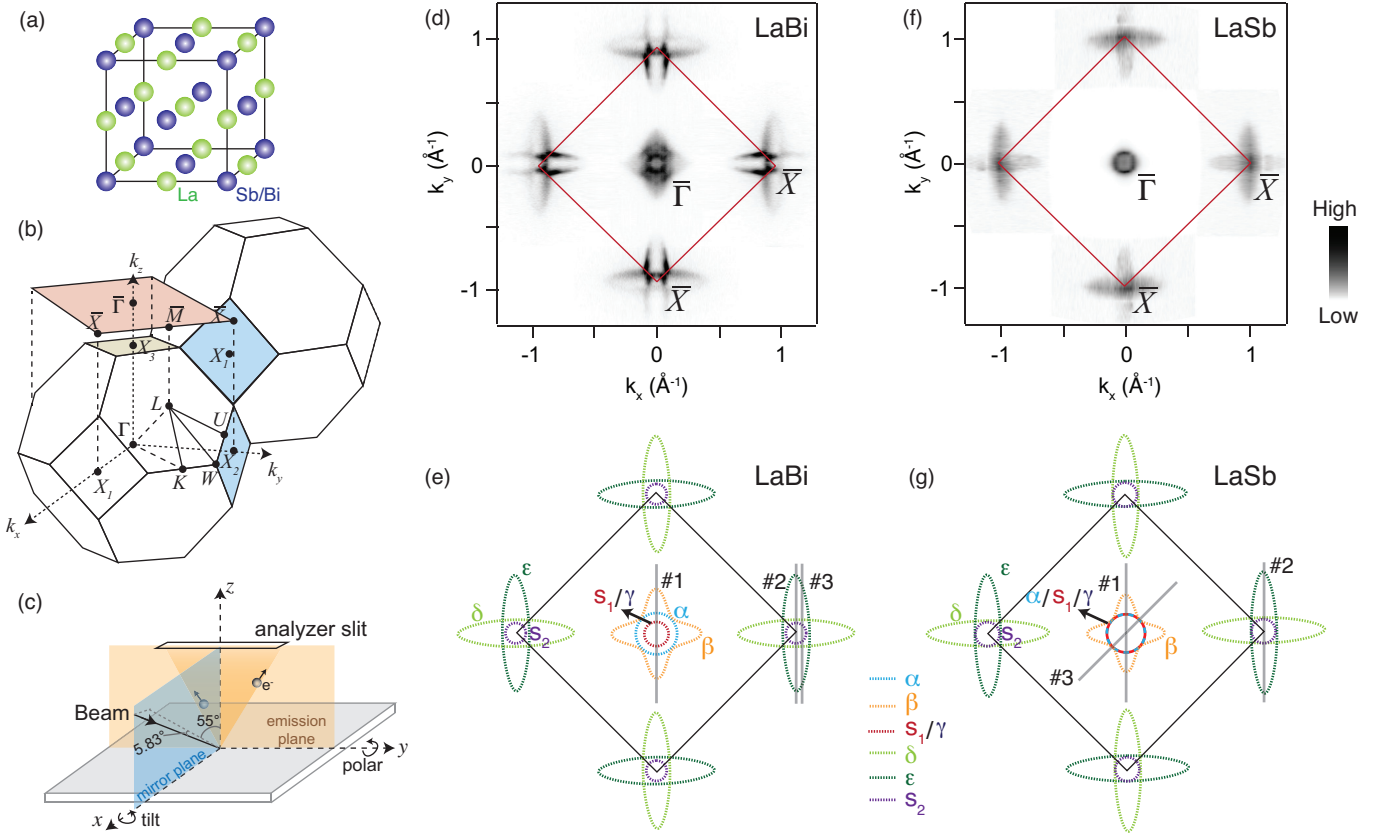 (a)
La
Sb/Bi
(b)
k_z
Γ̅
X̅
M̅
X̅
X_3
X_1
L
U
Γ
X_2
k_y
W
K
X_1
k_x
(c)
z
analyzer slit
e-
Beam
55°
5.83°
emission
plane
mirror plane
y
polar
x
tilt
(d)
LaBi
1
0
-1
k_y (Å⁻¹)
Γ̅
X̅
X̅
-1
0
1
k_x (Å⁻¹)
(f)
LaSb
1
0
-1
k_y (Å⁻¹)
Γ̅
X̅
X̅
-1
0
1
k_x (Å⁻¹)
High
Low
(e)
LaBi
ε
#1
#2
#3
S_1/γ
α
δ
S_2
β
S_2
α
β
S_1/γ
δ
ε
S_2
(g)
LaSb
ε
#1
#2
α/S_1/γ
δ
S_2
β
#3